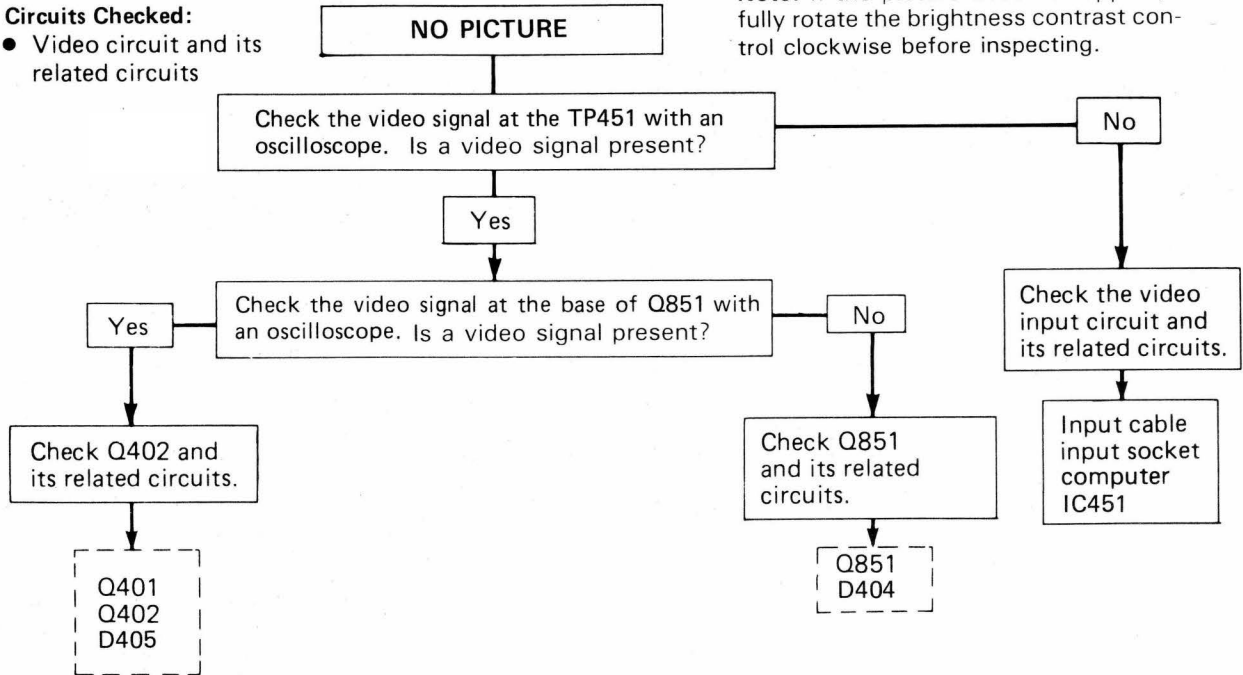 Circuits Checked:
● Video circuit and its
related circuits
NO PICTURE
fully rotate the brightness contrast con-
trol clockwise before inspecting.
Check the video signal at the TP451 with an
oscilloscope. Is a video signal present?
No
Yes
Check the video signal at the base of Q851 with
an oscilloscope. Is a video signal present?
Yes
No
Check the video
input circuit and
its related circuits.
Check Q402 and
its related circuits.
Check Q851
and its related
circuits.
Input cable
input socket
computer
IC451
Q401
Q402
D405
Q851
D404